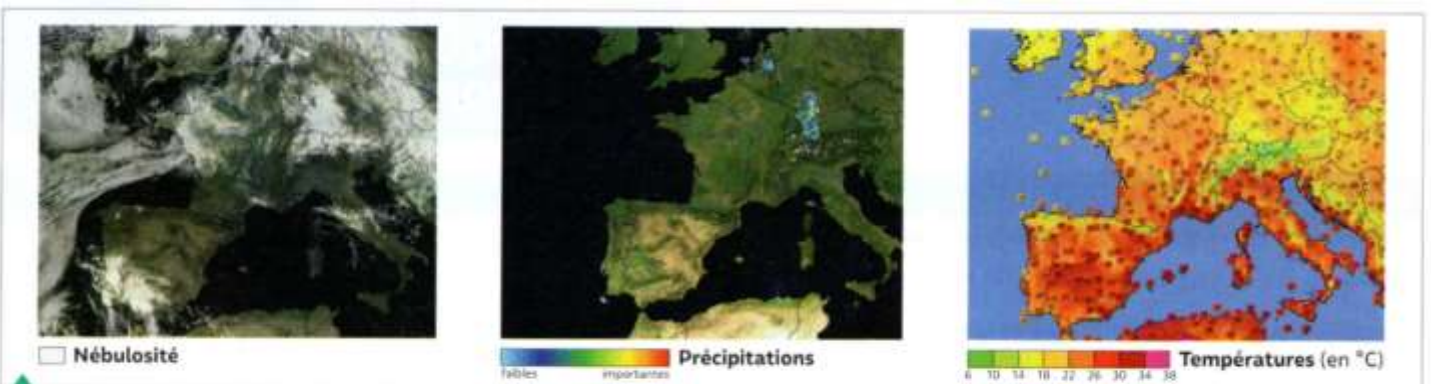 Nébulosité
faibles importantes Précipitations
6 10 14 18 22 26 30 34 38 Températures (en °C)